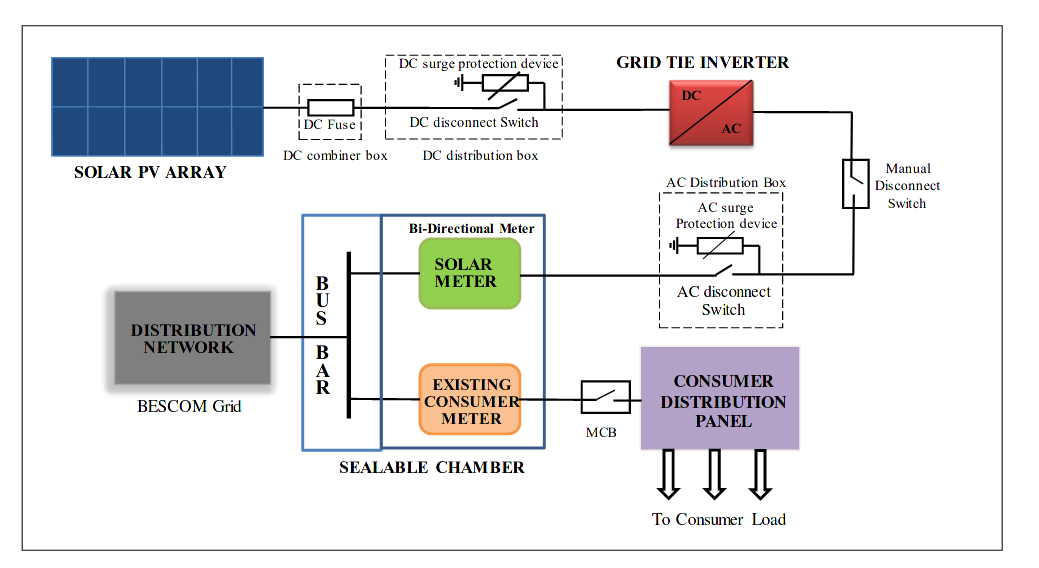 DC surge protection device
GRID TIE INVERTER
DC
AC
DC Fuse
DC disconnect Switch
DC combiner box
DC distribution box
SOLAR PV ARRAY
Manual
Disconnect
Switch
AC Distribution Box
AC surge
Protection device
AC disconnect
Switch
Bi-Directional Meter
SOLAR
METER
BUS
BAR
DISTRIBUTION
NETWORK
BESCOM Grid
EXISTING
CONSUMER
METER
MCB
CONSUMER
DISTRIBUTION
PANEL
SEALABLE CHAMBER
To Consumer Load